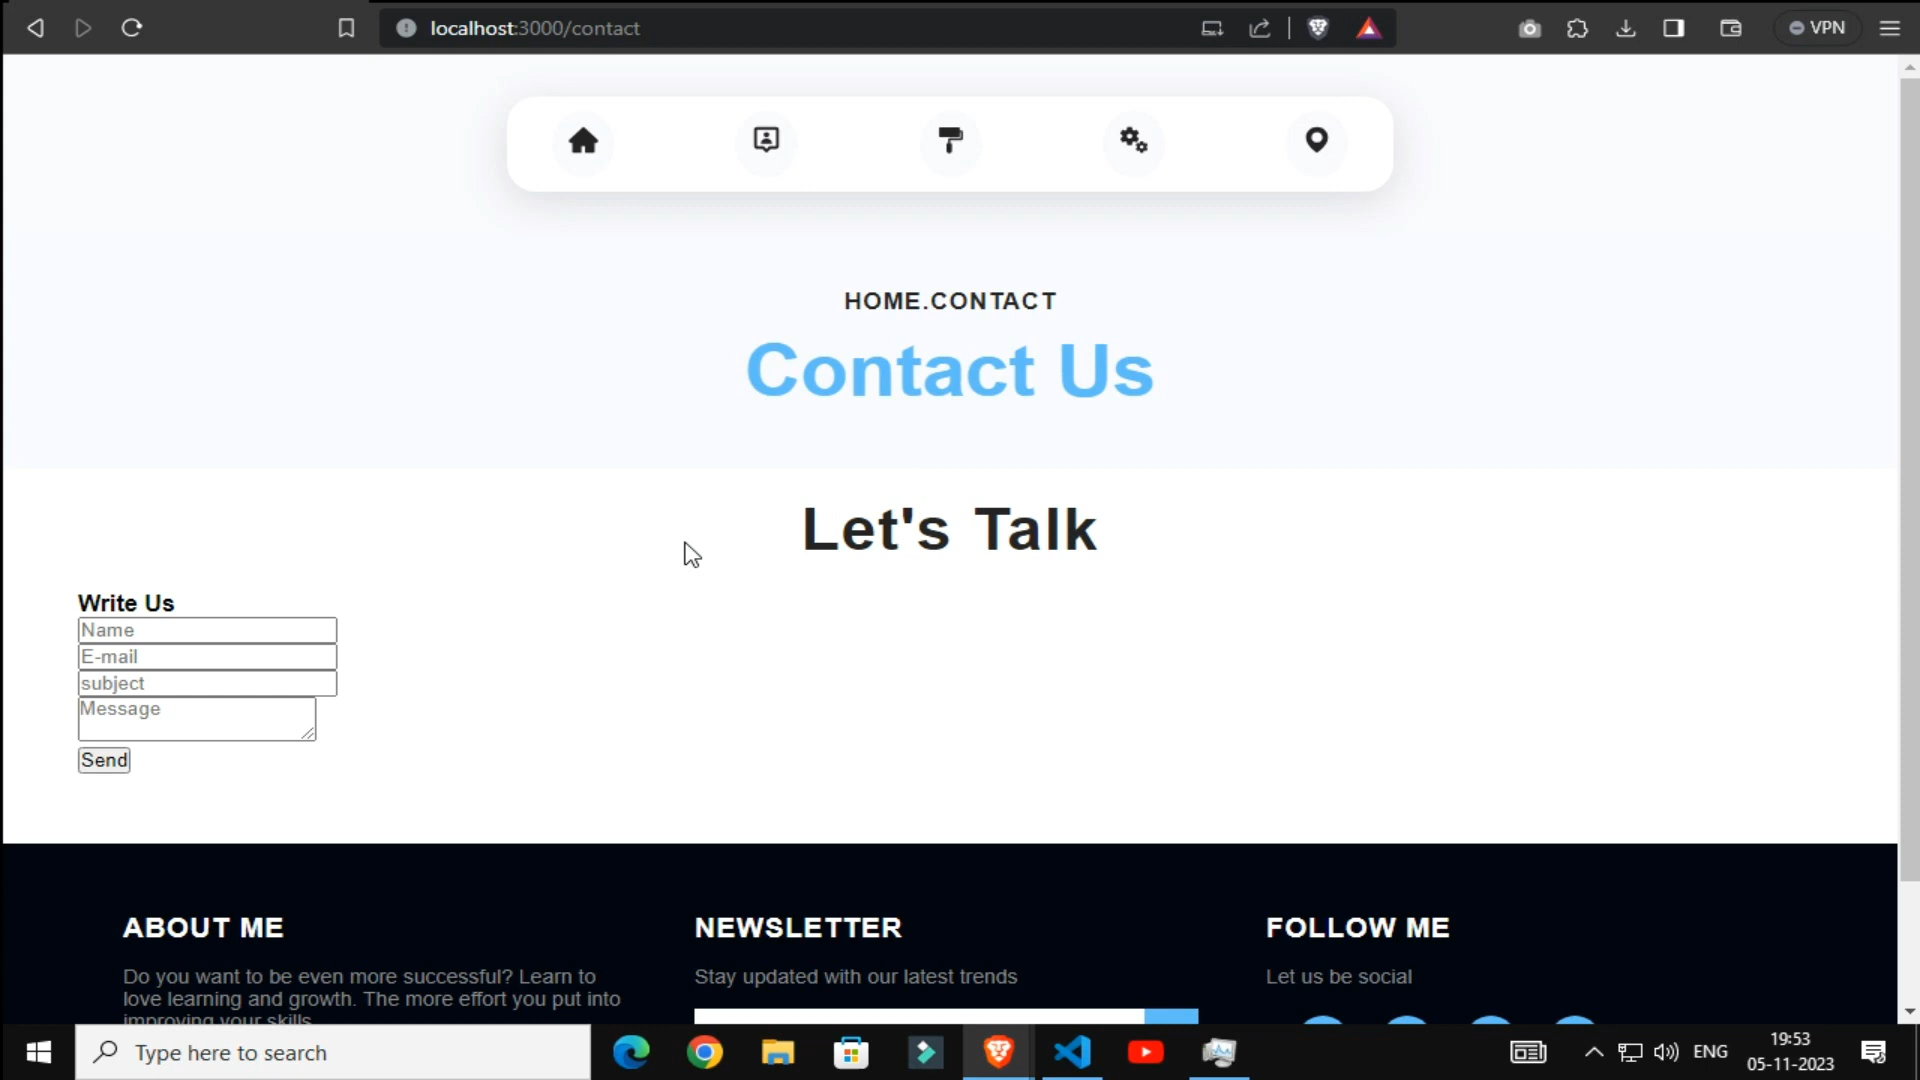 localhost:3000/contact
VPN
HOME.CONTACT
Contact Us
Let's Talk
Write Us
Name
E-mail
subject
Message
Send
ABOUT ME
Do you want to be even more successful? Learn to
love learning and growth. The more effort you put into
improving your skills
NEWSLETTER
Stay updated with our latest trends
FOLLOW ME
Let us be social
Type here to search
ENG
19:53
05-11-2023